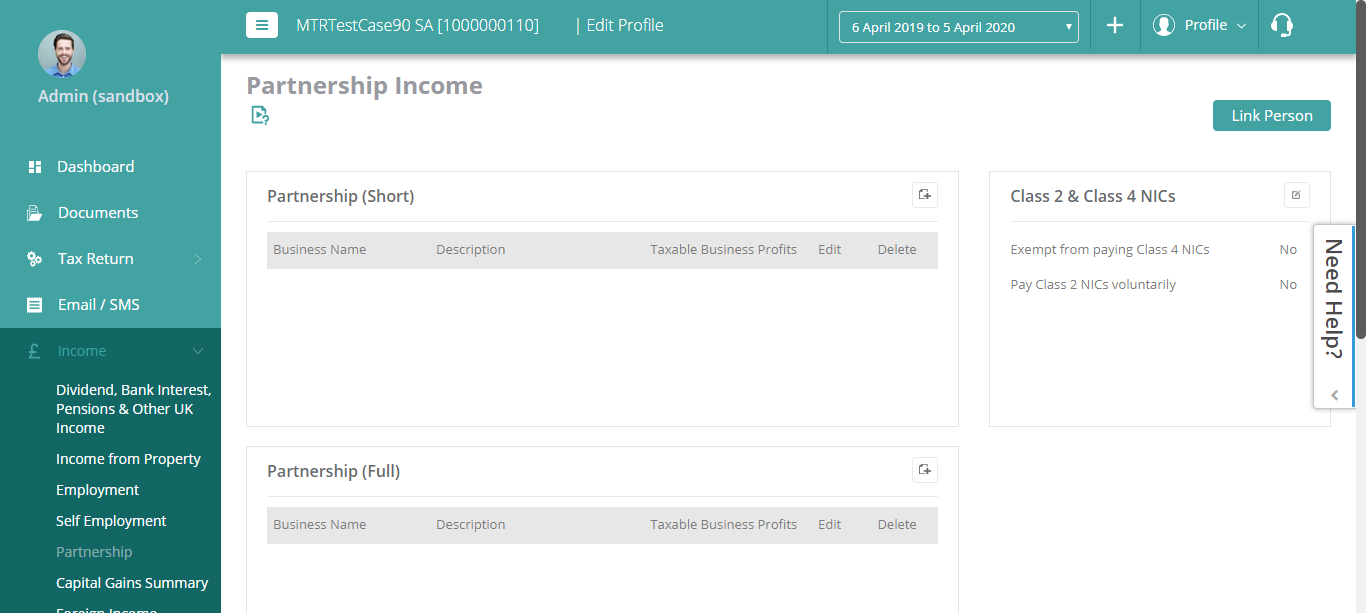 MTRTestCase90 SA [1000000110] | Edit Profile
6 April 2019 to 5 April 2020
Profile
Admin (sandbox)
Dashboard
Documents
Tax Return
Email / SMS
Income
Dividend, Bank Interest,
Pensions & Other UK
Income
Income from Property
Employment
Self Employment
Partnership
Capital Gains Summary
Foreign Income
Partnership Income
Link Person
Partnership (Short)
Business Name Description Taxable Business Profits Edit Delete
Class 2 & Class 4 NICs
Exempt from paying Class 4 NICs No
Pay Class 2 NICs voluntarily No
Need Help?
Partnership (Full)
Business Name Description Taxable Business Profits Edit Delete